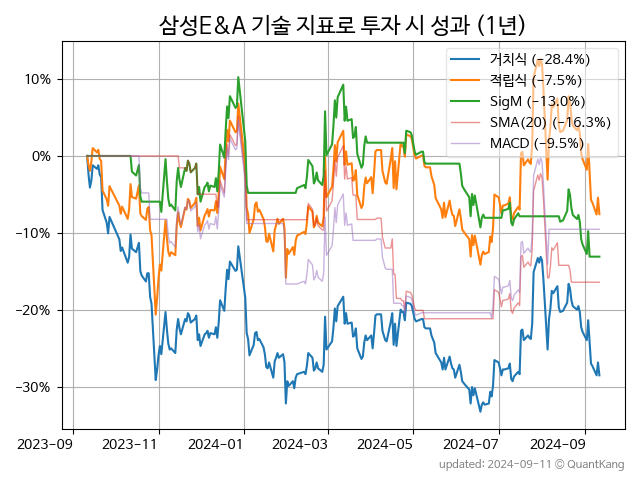 삼성E&A 기술 지표로 투자 시 성과 (1년)
거치식 (−28.4%)
적립식 (−7.5%)
SigM (−13.0%)
SMA(20) (−16.3%)
MACD (−9.5%)
10%
0%
−10%
−20%
−30%
2023-09 2023-11 2024-01 2024-03 2024-05 2024-07 2024-09
updated: 2024-09-11 © QuantKang